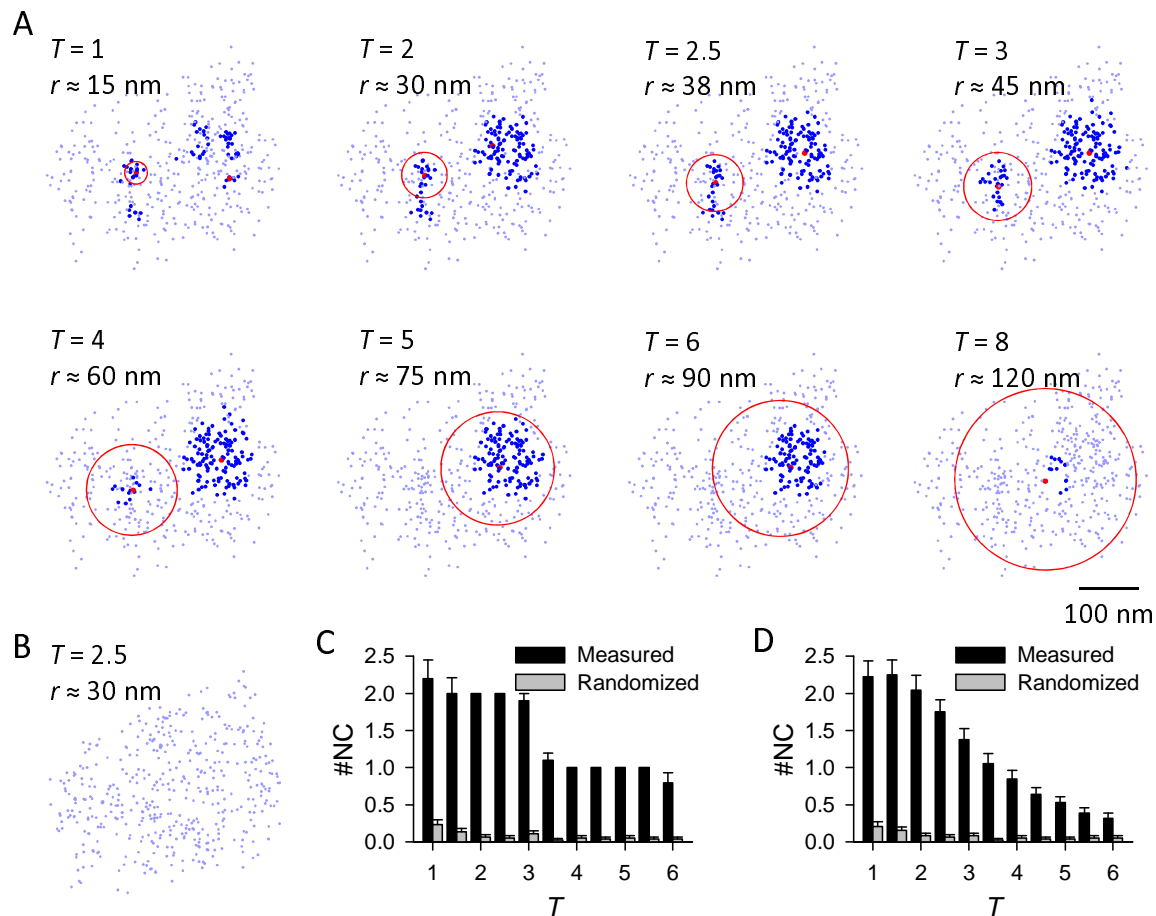 A
T = 1
r ≈ 15 nm
T = 2
r ≈ 30 nm
T = 2.5
r ≈ 38 nm
T = 3
r ≈ 45 nm
T = 4
r ≈ 60 nm
T = 5
r ≈ 75 nm
T = 6
r ≈ 90 nm
T = 8
r ≈ 120 nm
100 nm
B
T = 2.5
r ≈ 30 nm
C
Measured
Randomized
2.5
2.0
1.5
1.0
0.5
0.0
#NC
1 2 3 4 5 6
T
D
Measured
Randomized
2.5
2.0
1.5
1.0
0.5
0.0
#NC
1 2 3 4 5 6
T